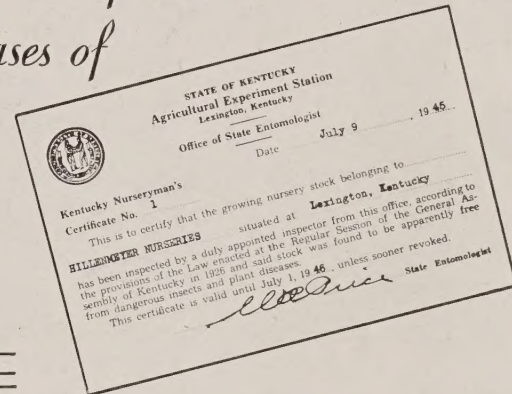 ases of
STATE OF KENTUCKY
Agricultural Experiment Station
Lexington, Kentucky
Office of State Entomologist
Date July 9, 1945
Kentucky Nurseryman's
Certificate No. 1
This is to certify that the growing nursery stock belonging to
HILLENMEYER NURSERIES situated at Lexington, Kentucky
has been inspected by a duly appointed inspector from this office, according to
the provisions of the Law enacted at the Regular Session of the General As-
sembly of Kentucky in 1926 and said stock was found to be apparently free
from dangerous insects and plant diseases.
This certificate is valid until July 1, 1946, unless sooner revoked.
Price State Entomologist